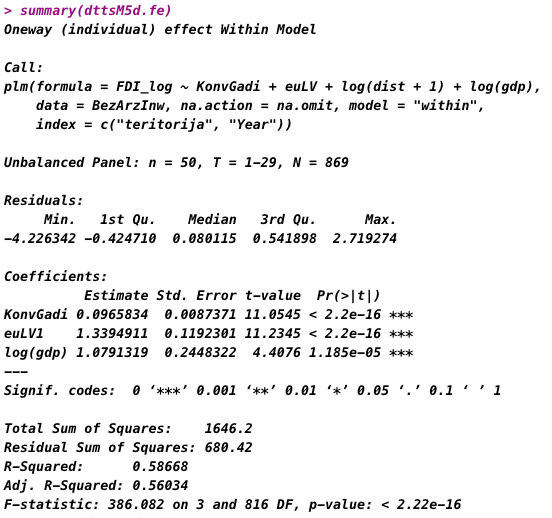 > summary(dttsM5d.fe)
Oneway (individual) effect Within Model
Call:
plm(formula = FDI_log ~ KonvGadi + euLV + log(dist + 1) + log(gdp),
data = BezArzInw, na.action = na.omit, model = "within",
index = c("teritorija", "Year"))
Unbalanced Panel: n = 50, T = 1-29, N = 869
Residuals:
Min. 1st Qu. Median 3rd Qu. Max.
-4.226342 -0.424710 0.080115 0.541898 2.719274
Coefficients:
Estimate Std. Error t-value Pr(>|t|)
KonvGadi 0.0965834 0.0087371 11.0545 < 2.2e-16 ***
euLV1 1.3394911 0.1192301 11.2345 < 2.2e-16 ***
log(gdp) 1.0791319 0.2448322 4.4076 1.185e-05 ***
---
Signif. codes: 0 ‘***’ 0.001 ‘**’ 0.01 ‘*’ 0.05 ‘.’ 0.1 ‘ ’ 1
Total Sum of Squares: 1646.2
Residual Sum of Squares: 680.42
R-Squared: 0.58668
Adj. R-Squared: 0.56034
F-statistic: 386.082 on 3 and 816 DF, p-value: < 2.22e-16